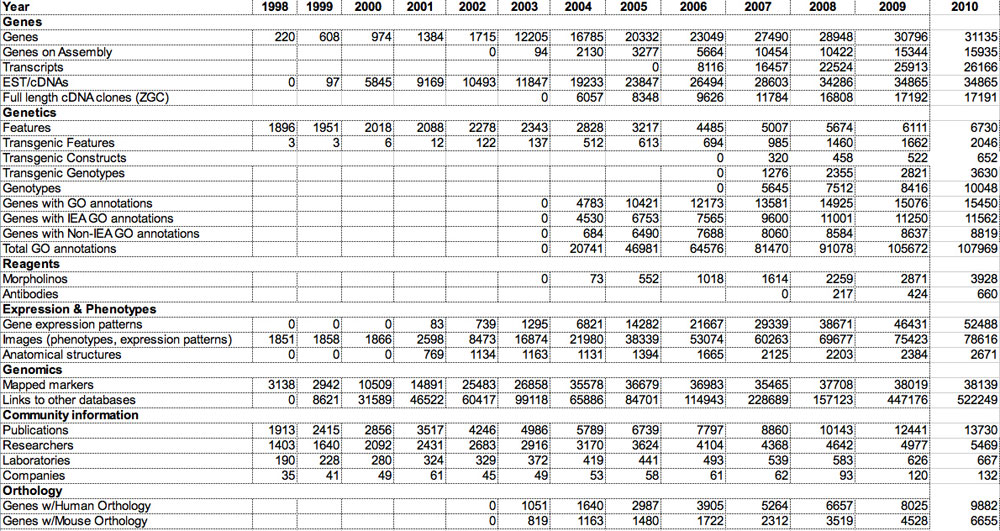 Year 1998 1999 2000 2001 2002 2003 2004 2005 2006 2007 2008 2009 2010
Genes
Genes 220 608 974 1384 1715 12205 16785 20332 23049 27490 28948 30796 31135
Genes on Assembly 0 94 2130 3277 5664 10454 10422 15344 15935
Transcripts 0 8116 16457 22524 25913 26166
EST/cDNAs 0 97 5845 9169 10493 11847 19233 23847 26494 28603 34286 34865 34865
Full length cDNA clones (ZGC) 0 6057 8348 9626 11784 16808 17192 17191
Genetics
Features 1896 1951 2018 2088 2278 2343 2828 3217 4485 5007 5674 6111 6730
Transgenic Features 3 3 6 12 122 137 512 613 694 985 1460 1662 2046
Transgenic Constructs 0 320 458 522 652
Transgenic Genotypes 0 1276 2355 2821 3630
Genotypes 0 5645 7512 8416 10048
Genes with GO annotations 0 4783 10421 12173 13581 14925 15076 15450
Genes with IEA GO annotations 0 4530 6753 7565 9600 11001 11250 11562
Genes with Non-IEA GO annotations 0 684 6490 7688 8060 8584 8637 8819
Total GO annotations 0 20741 46981 64576 81470 91078 105672 107969
Reagents
Morpholinos 0 73 552 1018 1614 2259 2871 3928
Antibodies 0 217 424 660
Expression & Phenotypes
Gene expression patterns 0 0 0 83 739 1295 6821 14282 21667 29339 38671 46431 52488
Images (phenotypes, expression patterns) 1851 1858 1866 2598 8473 16874 21980 38339 53074 60263 69677 75423 78616
Anatomical structures 0 0 0 769 1134 1163 1131 1394 1665 2125 2203 2384 2671
Genomics
Mapped markers 3138 2942 10509 14891 25483 26858 35578 36679 36983 35465 37708 38019 38139
Links to other databases 0 8621 31589 46522 60417 99118 65886 84701 114943 228689 157123 447176 522249
Community information
Publications 1913 2415 2856 3517 4246 4986 5789 6739 7797 8860 10143 12441 13730
Researchers 1403 1640 2092 2431 2683 2916 3170 3624 4104 4368 4642 4977 5469
Laboratories 190 228 280 324 329 372 419 441 493 539 583 626 667
Companies 35 41 49 61 45 49 53 58 61 62 93 120 132
Orthology
Genes w/Human Orthology 0 1051 1640 2987 3905 5264 6657 8025 9882
Genes w/Mouse Orthology 0 819 1163 1480 1722 2312 3519 4528 6655